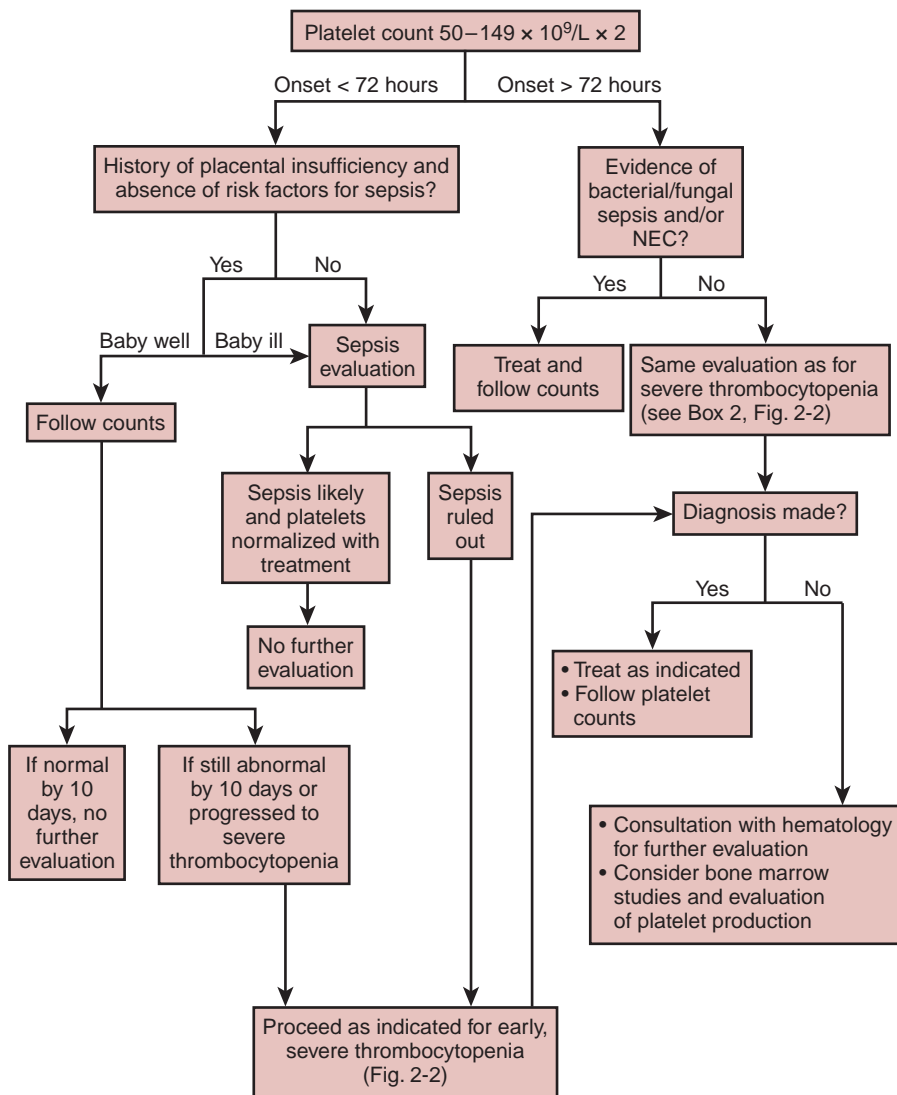 Platelet count 50–149 × 10⁹/L × 2
Onset < 72 hours
Onset > 72 hours
History of placental insufficiency and
absence of risk factors for sepsis?
Evidence of
bacterial/fungal
sepsis and/or
NEC?
Yes
No
Yes
No
Baby well
Baby ill
Sepsis
evaluation
Treat and
follow counts
Same evaluation as for
severe thrombocytopenia
(see Box 2, Fig. 2-2)
Follow counts
Sepsis likely
and platelets
normalized with
treatment
Sepsis
ruled
out
Diagnosis made?
Yes
No
No further
evaluation
• Treat as indicated
• Follow platelet
counts
If normal
by 10
days, no
further
evaluation
If still abnormal
by 10 days or
progressed to
severe
thrombocytopenia
• Consultation with hematology
for further evaluation
• Consider bone marrow
studies and evaluation
of platelet production
Proceed as indicated for early,
severe thrombocytopenia
(Fig. 2-2)